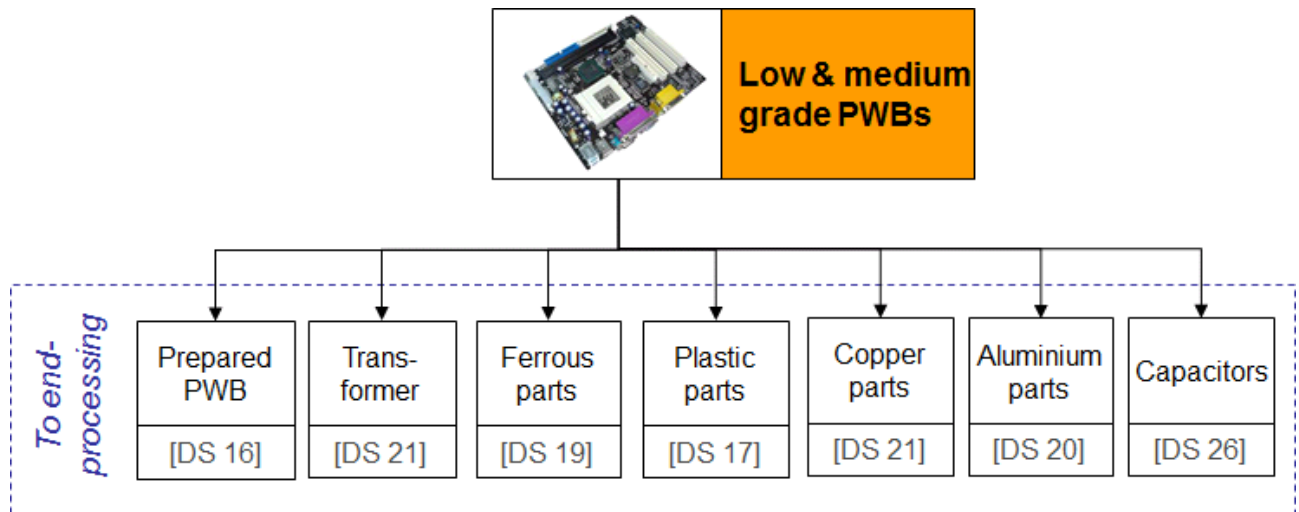 Low & medium
grade PWBs
To end-
processing
Prepared
PWB
[DS 16]
Trans-
former
[DS 21]
Ferrous
parts
[DS 19]
Plastic
parts
[DS 17]
Copper
parts
[DS 21]
Aluminium
parts
[DS 20]
Capacitors
[DS 26]